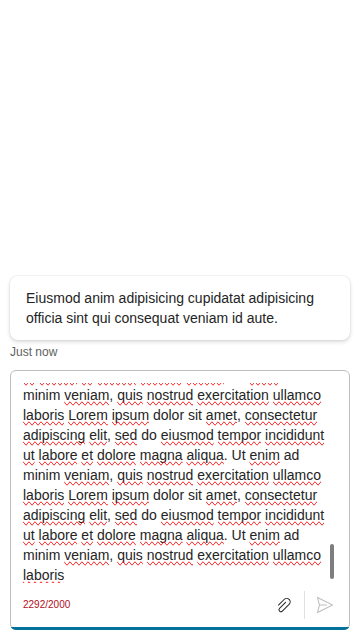 Eiusmod anim adipisicing cupidatat adipisicing
officia sint qui consequat veniam id aute.
Just now
minim veniam, quis nostrud exercitation ullamco
laboris Lorem ipsum dolor sit amet, consectetur
adipiscing elit, sed do eiusmod tempor incididunt
ut labore et dolore magna aliqua. Ut enim ad
minim veniam, quis nostrud exercitation ullamco
laboris Lorem ipsum dolor sit amet, consectetur
adipiscing elit, sed do eiusmod tempor incididunt
ut labore et dolore magna aliqua. Ut enim ad
minim veniam, quis nostrud exercitation ullamco
laboris
2292/2000